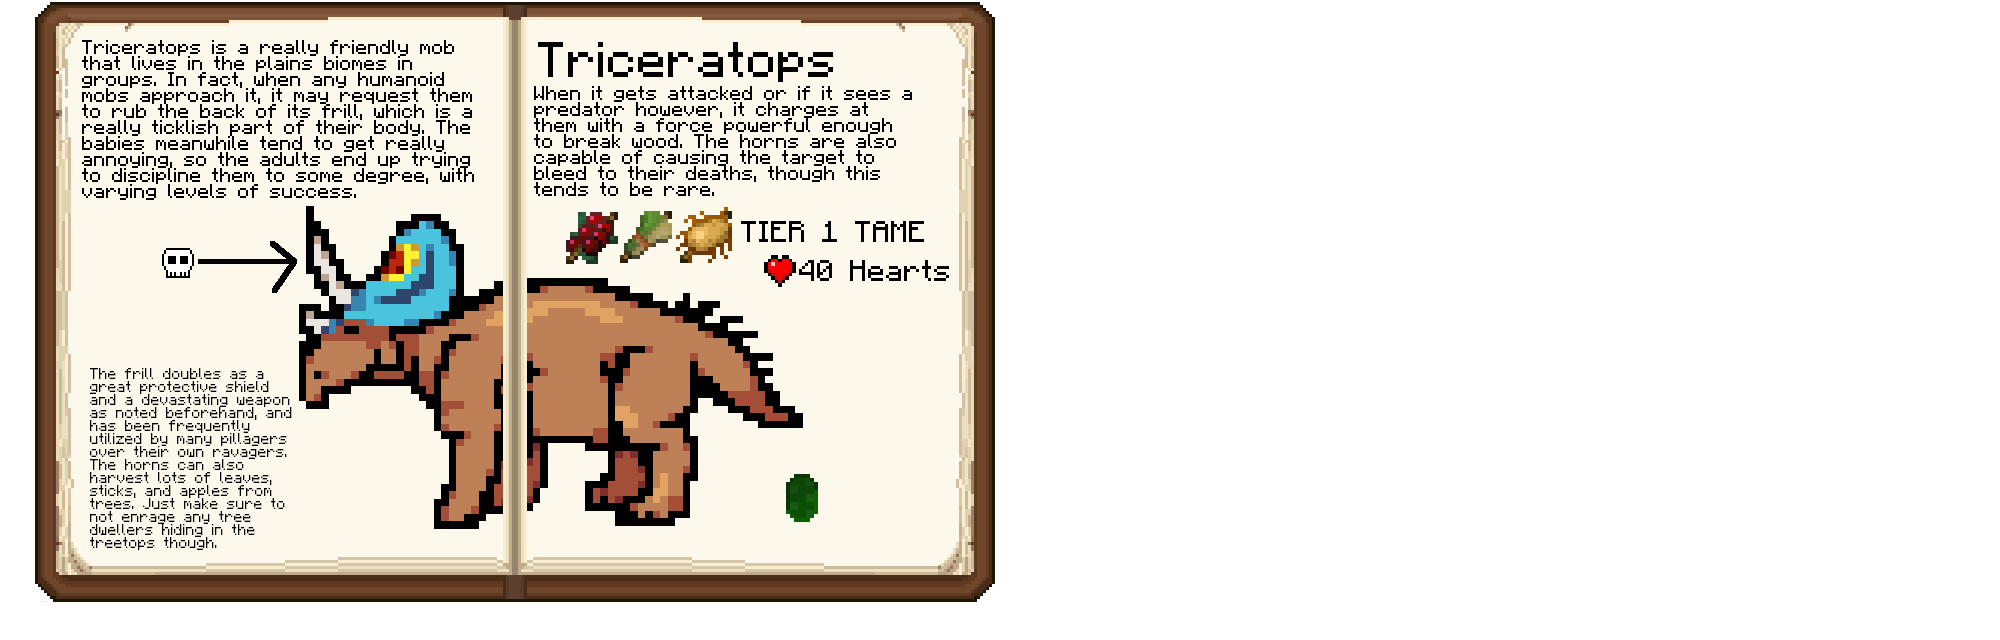 Triceratops is a really friendly mob
that lives in the plains biomes in
groups. In fact, when any humanoid
mobs approach it, it may request them
to rub the back of its frill, which is a
really ticklish part of their body. The
babies meanwhile tend to get really
annoying, so the adults end up trying
to discipline them to some degree, with
varying levels of success.
The frill doubles as a
great protective shield
and a devastating weapon
as noted beforehand, and
has been frequently
utilized by many pillagers
over their own ravagers.
The horns can also
harvest lots of leaves,
sticks, and apples from
trees. Just make sure to
not enrage any tree
dwellers hiding in the
treetops though.
Triceratops
When it gets attacked or if it sees a
predator however, it charges at
them with a force powerful enough
to break wood. The horns are also
capable of causing the target to
bleed to their deaths, though this
tends to be rare.
TIER 1 TAME
40 Hearts